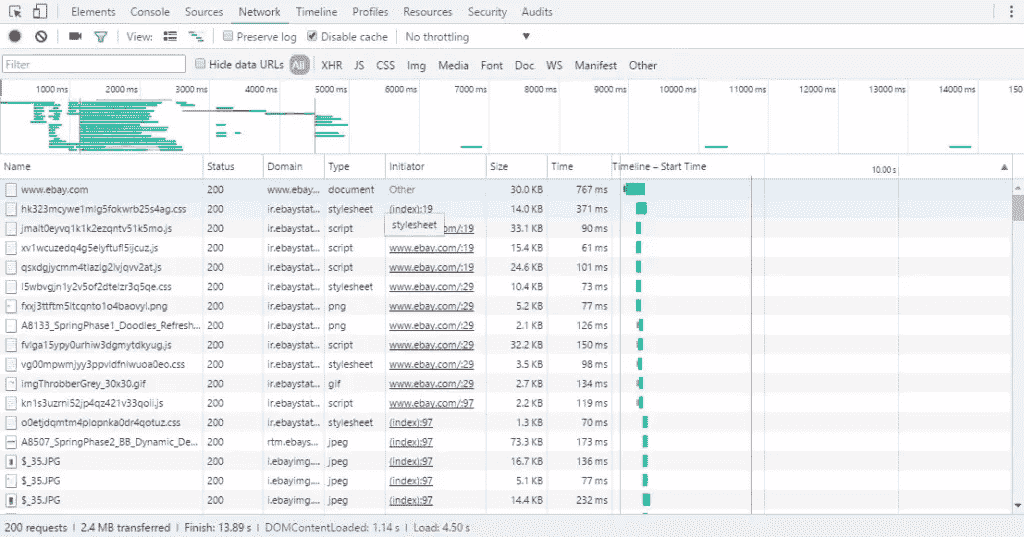 Elements Console Sources Network Timeline Profiles Resources Security Audits
View: Preserve log Disable cache No throttling
Filter Hide data URLs All XHR JS CSS Img Media Font Doc WS Manifest Other
1000 ms 2000 ms 3000 ms 4000 ms 5000 ms 6000 ms 7000 ms 8000 ms 9000 ms 10000 ms 11000 ms 12000 ms 13000 ms 14000 ms 150
Name Status Domain Type Initiator Size Time Timeline – Start Time 10.00 s
www.ebay.com 200 www.ebay... document Other 30.0 KB 767 ms
hk323mcywe1mlg5fokwrb25s4ag.css 200 ir.ebaystat... stylesheet (index):19 14.0 KB 371 ms
stylesheet
jmalt0eyvq1k1k2ezqntv51k5mo.js 200 ir.ebaystat... script www.ebay.com/:19 33.1 KB 90 ms
xv1wcuzedq4g5eiyftufl5ijcuz.js 200 ir.ebaystat... script www.ebay.com/:19 15.4 KB 61 ms
qsxdgjycmm4tlazig2lvjqvv2at.js 200 ir.ebaystat... script www.ebay.com/:19 24.6 KB 101 ms
200 ir.ebaystat... stylesheet www.ebay.com/:29 10.4 KB 73 ms
fxxj3ttftm5ltcqnto1o4baovyl.png 200 ir.ebaystat... png www.ebay.com/:29 5.2 KB 77 ms
A8133_SpringPhase1_Doodles_Refresh... 200 ir.ebaystat... png www.ebay.com/:29 2.1 KB 126 ms
fvlga15ypy0urhiw3dgmytdkyug.js 200 ir.ebaystat... script www.ebay.com/:29 32.2 KB 150 ms
vg00mpwmjyy3ppvldfniwuoa0eo.css 200 ir.ebaystat... stylesheet www.ebay.com/:29 3.5 KB 98 ms
imgThrobberGrey_30x30.gif 200 ir.ebaystat... gif www.ebay.com/:29 2.7 KB 134 ms
kn1s3uzrni52jp4qz421v33qoii.js 200 ir.ebaystat... script www.ebay.com/:97 2.2 KB 119 ms
o0etjdqmtm4plopnka0dr4qotuz.css 200 ir.ebaystat... stylesheet (index):97 1.3 KB 70 ms
A8507_SpringPhase2_BB_Dynamic_De... 200 rtm.ebays... jpeg (index):97 73.3 KB 173 ms
$_35.JPG 200 i.ebayimg.... jpeg (index):97 16.7 KB 136 ms
$_35.JPG 200 i.ebayimg.... jpeg (index):97 5.1 KB 77 ms
$_35.JPG 200 i.ebayimg.... jpeg (index):97 14.4 KB 232 ms
200 requests | 2.4 MB transferred | Finish: 13.89 s | DOMContentLoaded: 1.14 s | Load: 4.50 s